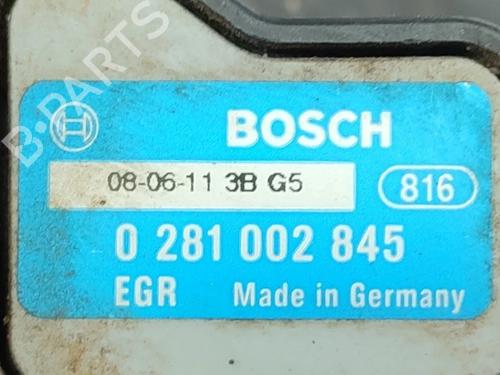 B-PARTS
BOSCH
08-06-11 3B G5
816
0 281 002 845
EGR Made in Germany